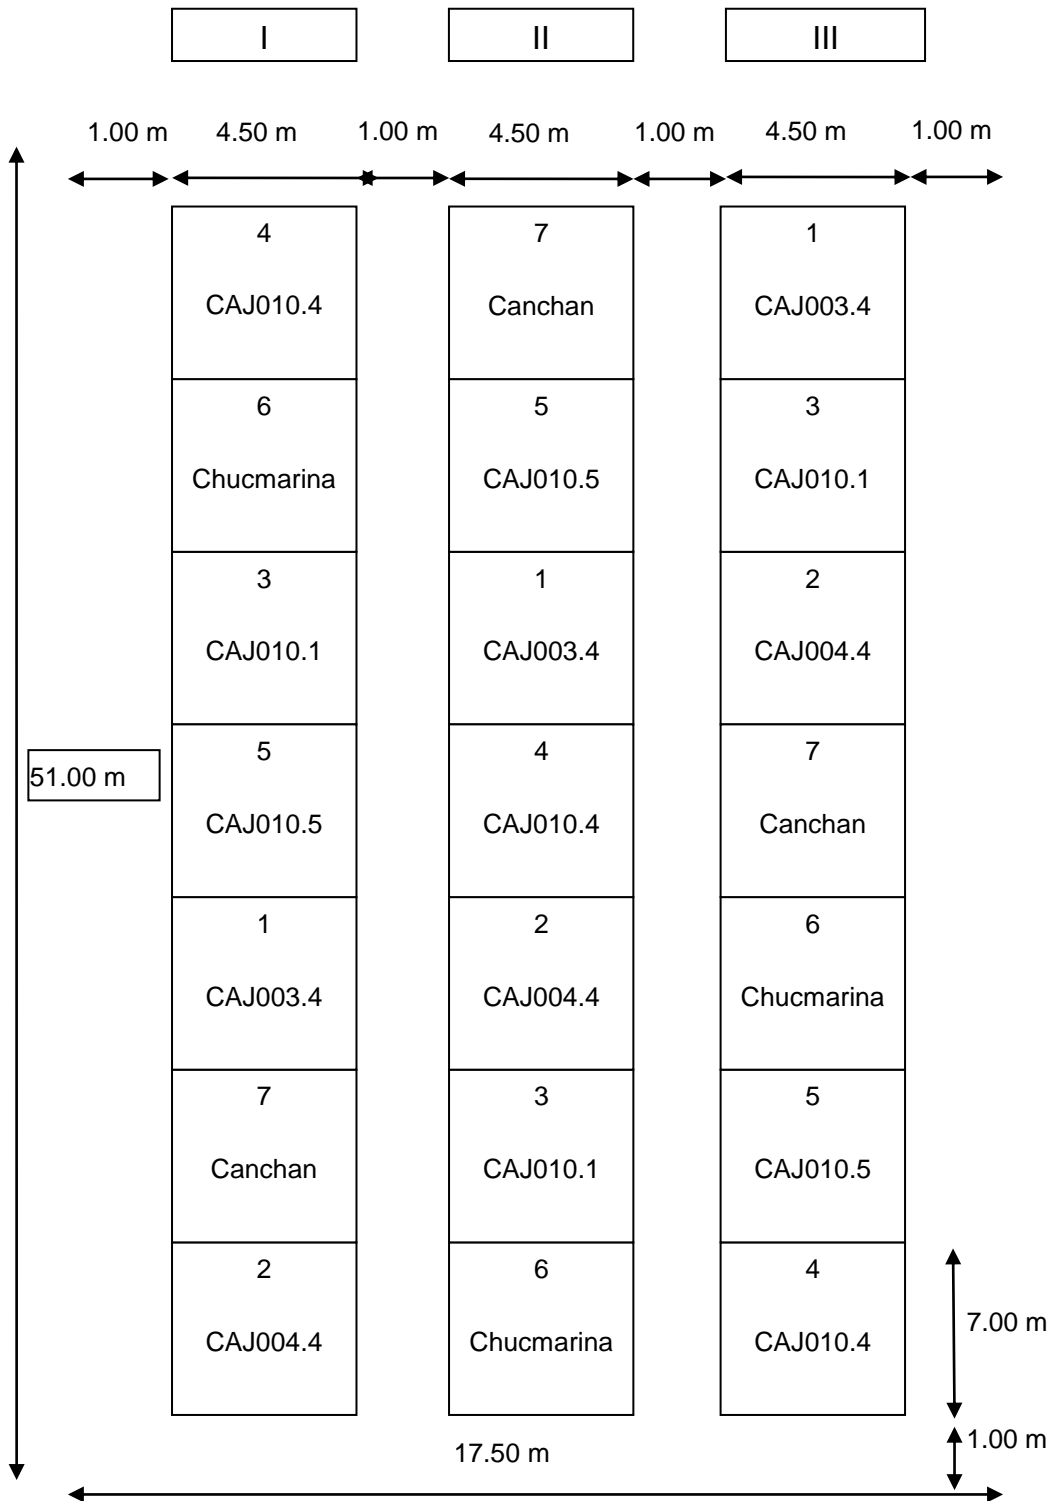 I II III
1.00 m 4.50 m 1.00 m 4.50 m 1.00 m 4.50 m 1.00 m
4 7 1
CAJ010.4 Canchan CAJ003.4
6 5 3
Chucmarina CAJ010.5 CAJ010.1
3 1 2
CAJ010.1 CAJ003.4 CAJ004.4
5 4 7
51.00 m
CAJ010.5 CAJ010.4 Canchan
1 2 6
CAJ003.4 CAJ004.4 Chucmarina
7 3 5
Canchan CAJ010.1 CAJ010.5
2 6 4
7.00 m
CAJ004.4 Chucmarina CAJ010.4
1.00 m
17.50 m